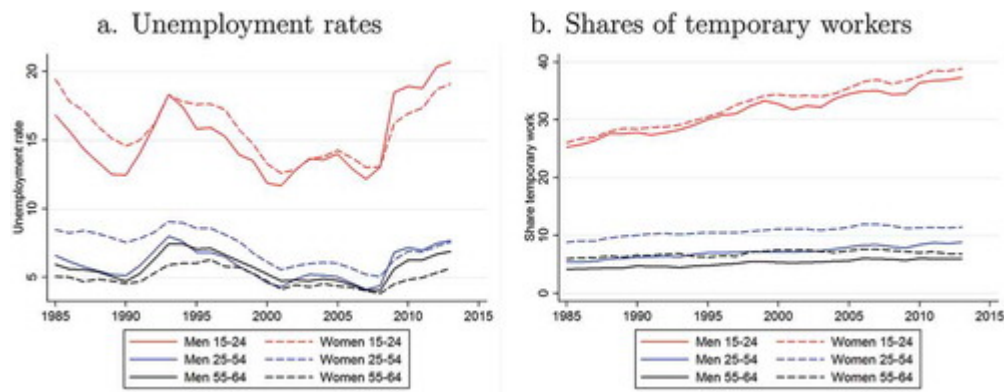 a. Unemployment rates
Unemployment rate
20
15
10
5
1985 1990 1995 2000 2005 2010 2015
Men 15-24 Women 15-24
Men 25-54 Women 25-54
Men 55-64 Women 55-64
b. Shares of temporary workers
Share temporary work
40
30
20
10
0
1985 1990 1995 2000 2005 2010 2015
Men 15-24 Women 15-24
Men 25-54 Women 25-54
Men 55-64 Women 55-64